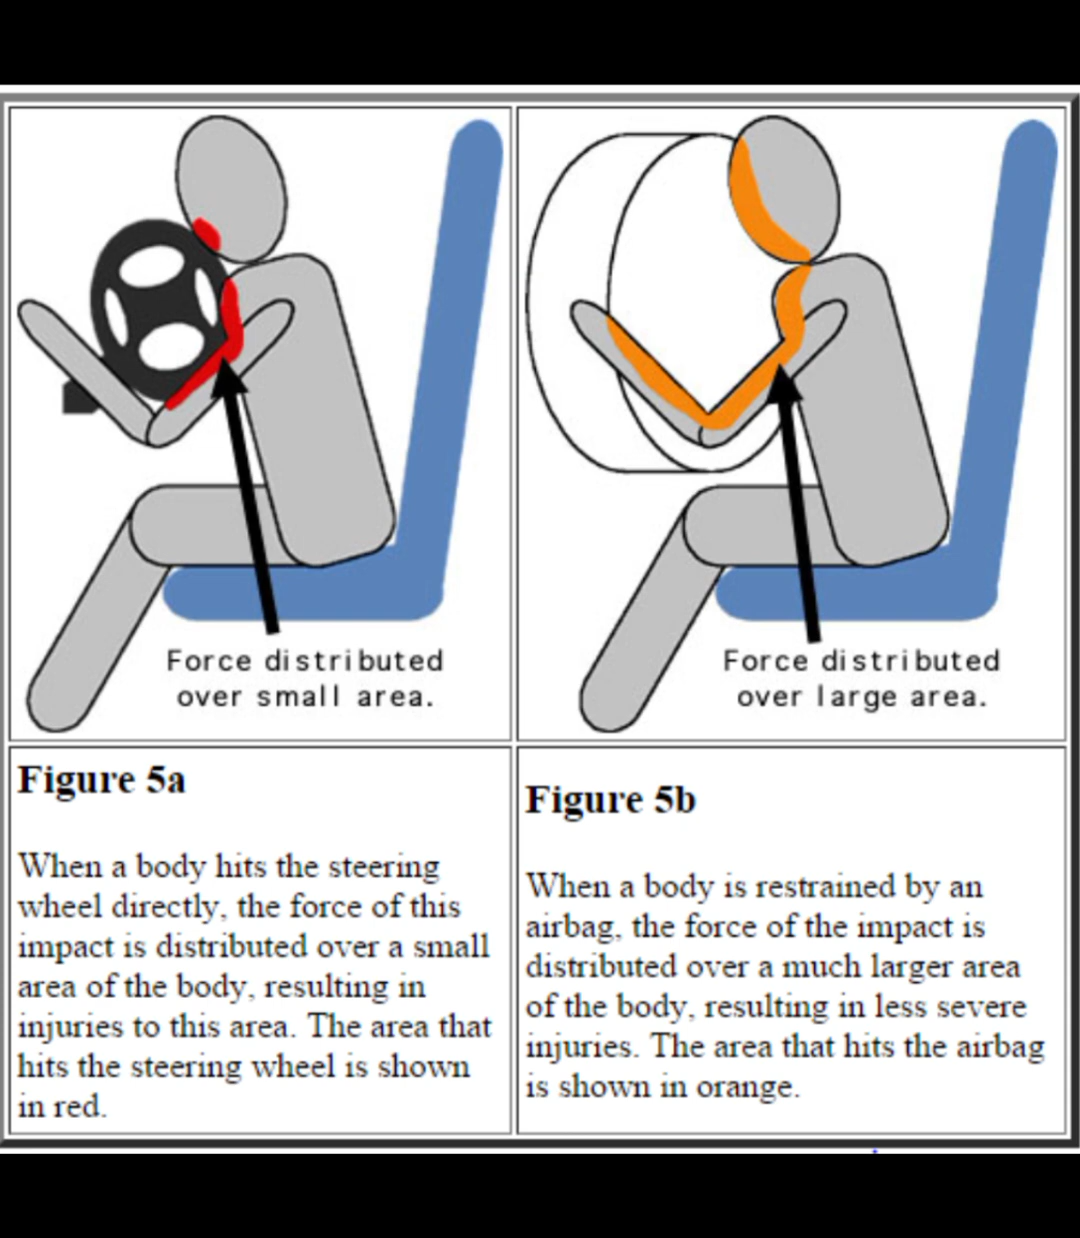 Force distributed
over small area.
Force distributed
over large area.
Figure 5a
When a body hits the steering
wheel directly, the force of this
impact is distributed over a small
area of the body, resulting in
injuries to this area. The area that
hits the steering wheel is shown
in red.
Figure 5b
When a body is restrained by an
airbag, the force of the impact is
distributed over a much larger area
of the body, resulting in less severe
injuries. The area that hits the airbag
is shown in orange.